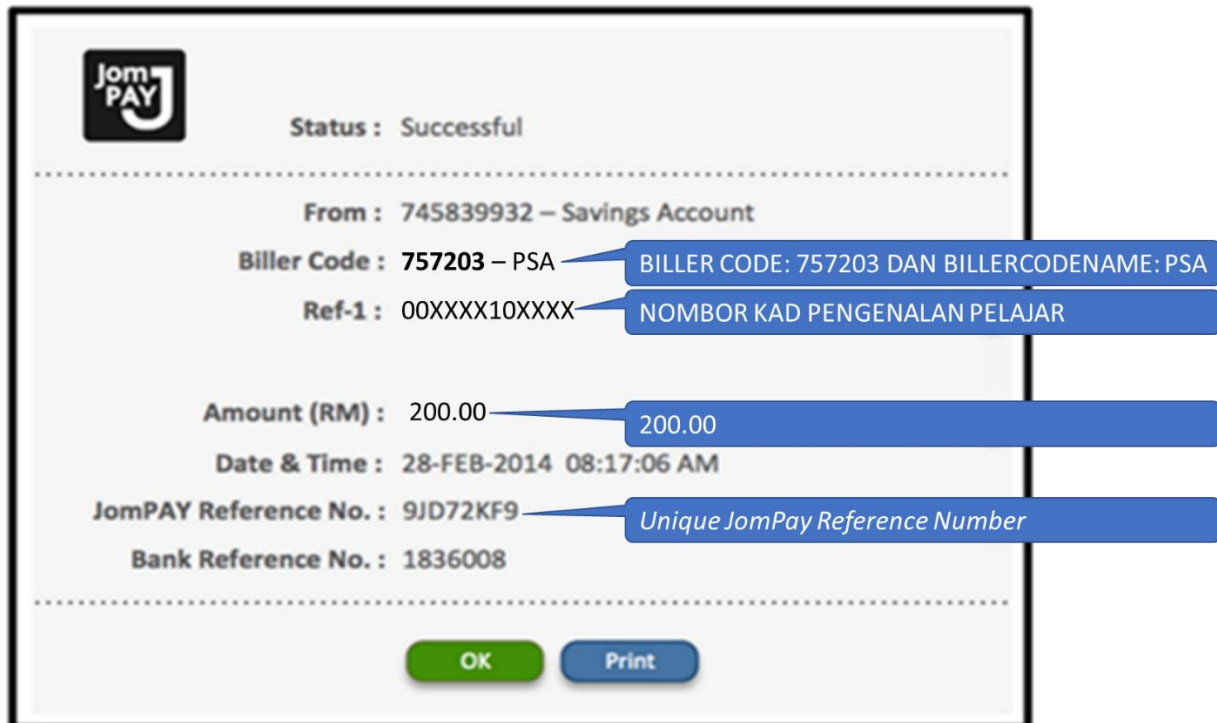 Jom
PAY
Status : Successful
From : 745839932 – Savings Account
Biller Code : 757203 – PSA
BILLER CODE: 757203 DAN BILLERCODENAME: PSA
Ref-1 : 00XXXX10XXXX
NOMBOR KAD PENGENALAN PELAJAR
Amount (RM) : 200.00
200.00
Date & Time : 28-FEB-2014 08:17:06 AM
JomPAY Reference No. : 9JD72KF9
Unique JomPay Reference Number
Bank Reference No. : 1836008
OK
Print